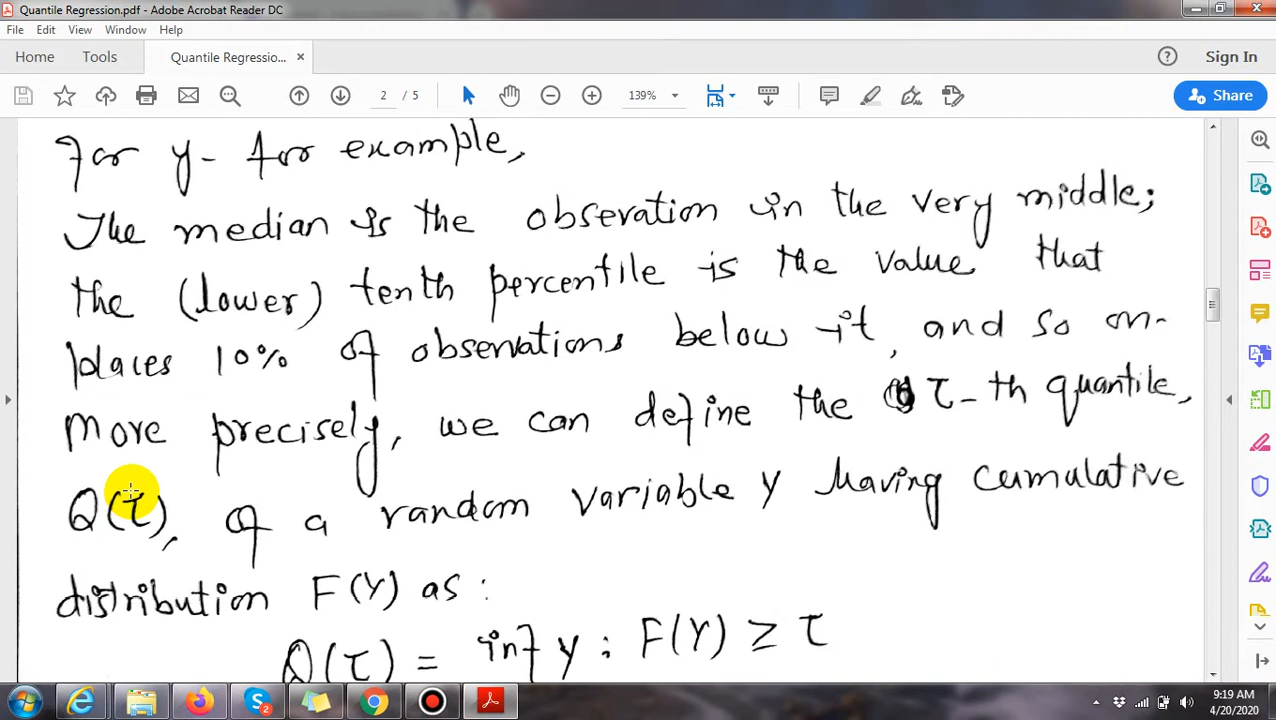 Quantile Regression.pdf - Adobe Acrobat Reader DC
File Edit View Window Help
Home Tools Quantile Regressio... ×
Sign In
2 / 5
139%
Share
For y- for example,
The median is the obseration in the very middle;
the (lower) tenth percentile is the value that
places 10% of observations below it, and so on-
More precisely, we can define the τ-th quantile,
Q(τ), of a random variable y having cumulative
distribution F(Y) as:
Q(τ) = inf y : F(Y) ≥ τ
9:19 AM
4/20/2020